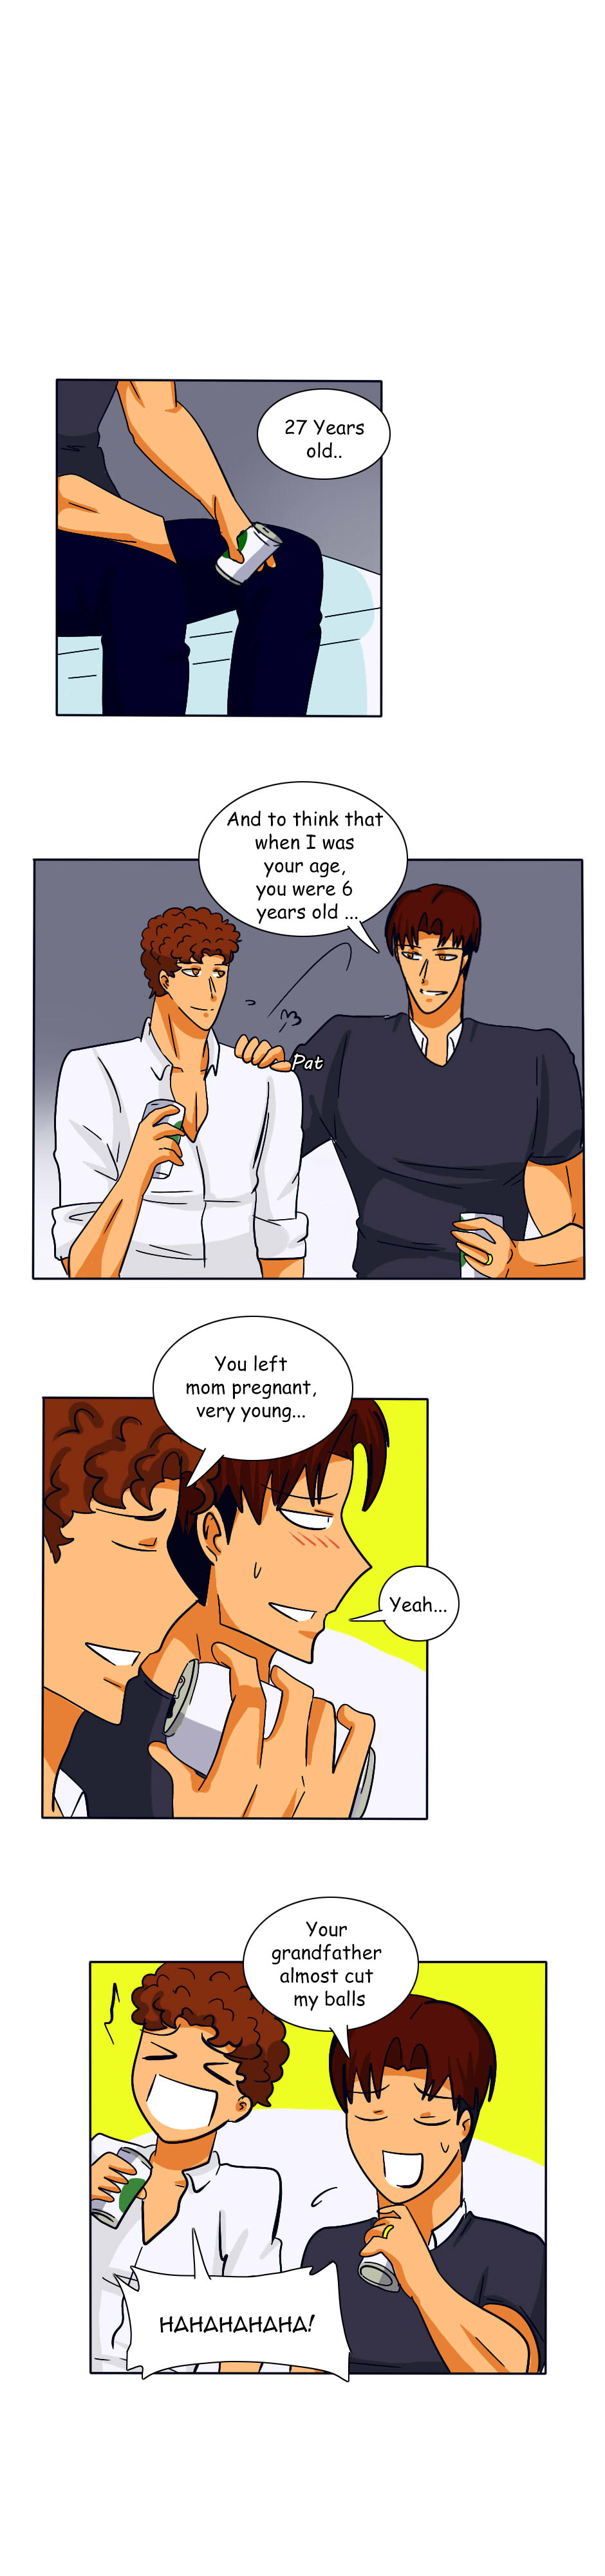 27 Years
old..
And to think that
when I was
your age,
you were 6
years old ...
Pat
You left
mom pregnant,
very young...
Yeah...
Your
grandfather
almost cut
my balls
HAHAHAHAHA!